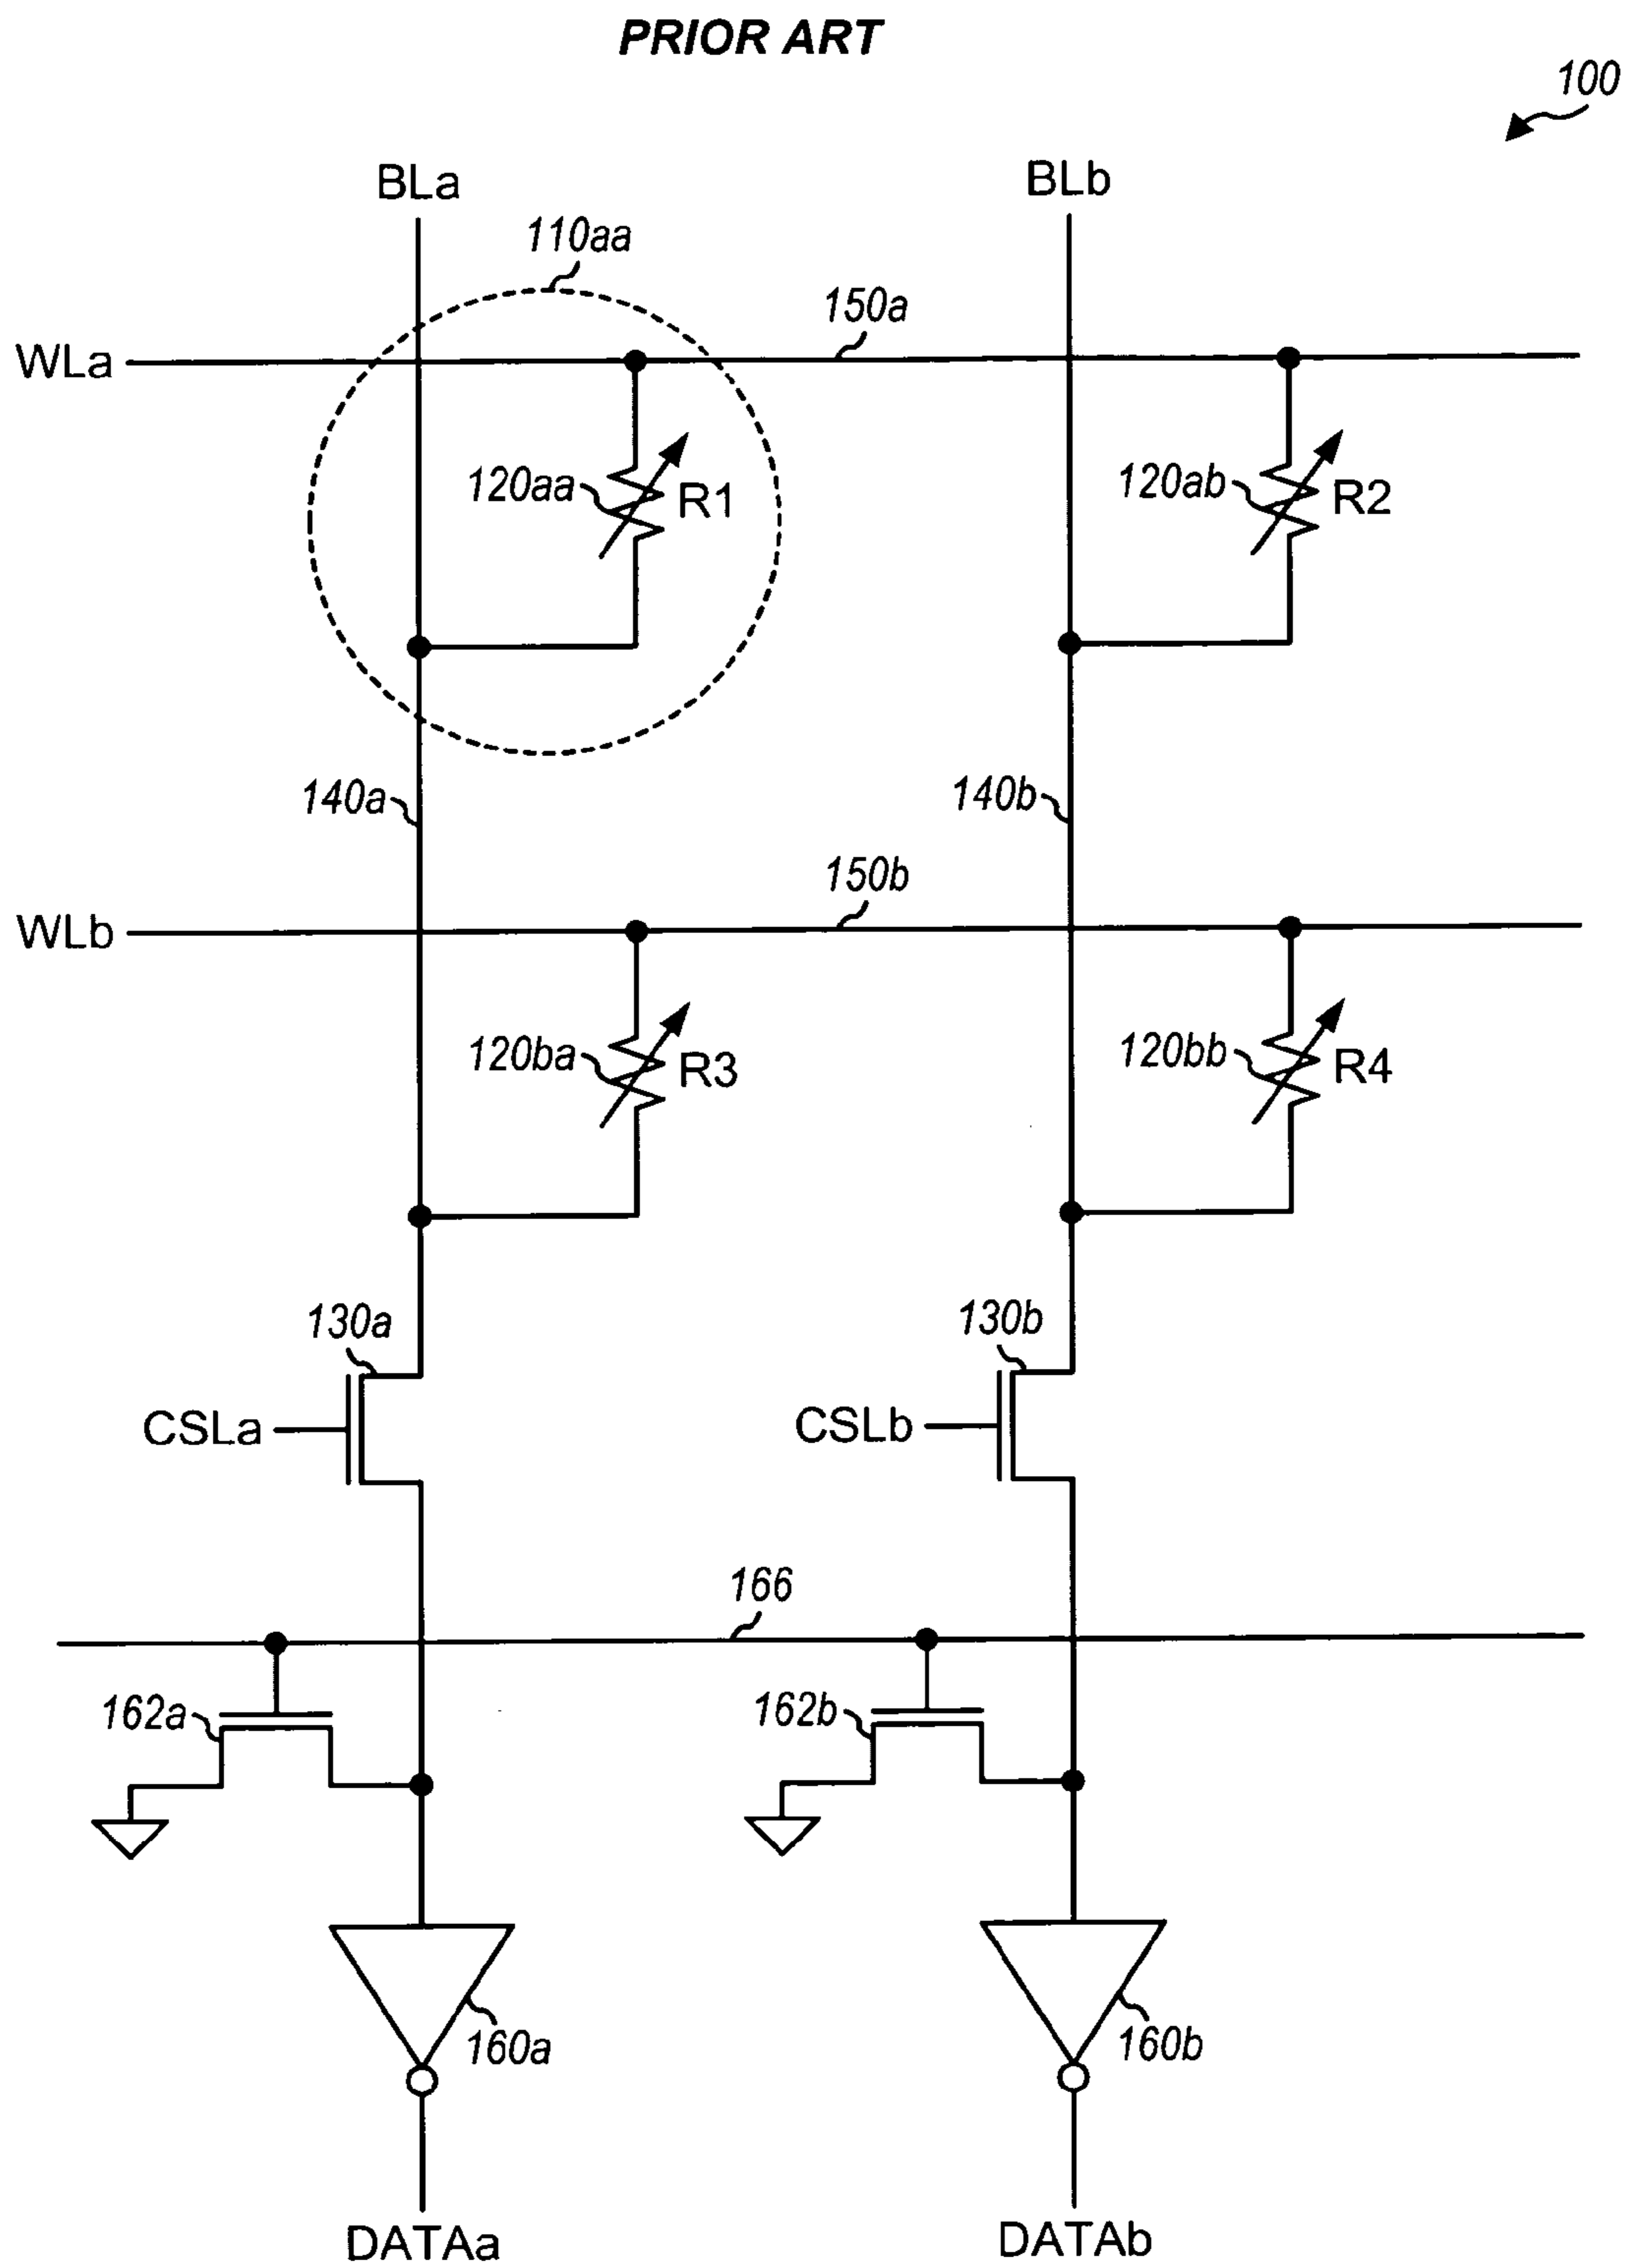 PRIOR ART
100
BLa
BLb
110aa
150a
WLa
120aa
R1
120ab
R2
140a
140b
150b
WLb
120ba
R3
120bb
R4
130a
130b
CSLa
CSLb
166
162a
162b
160a
160b
DATAa
DATAb